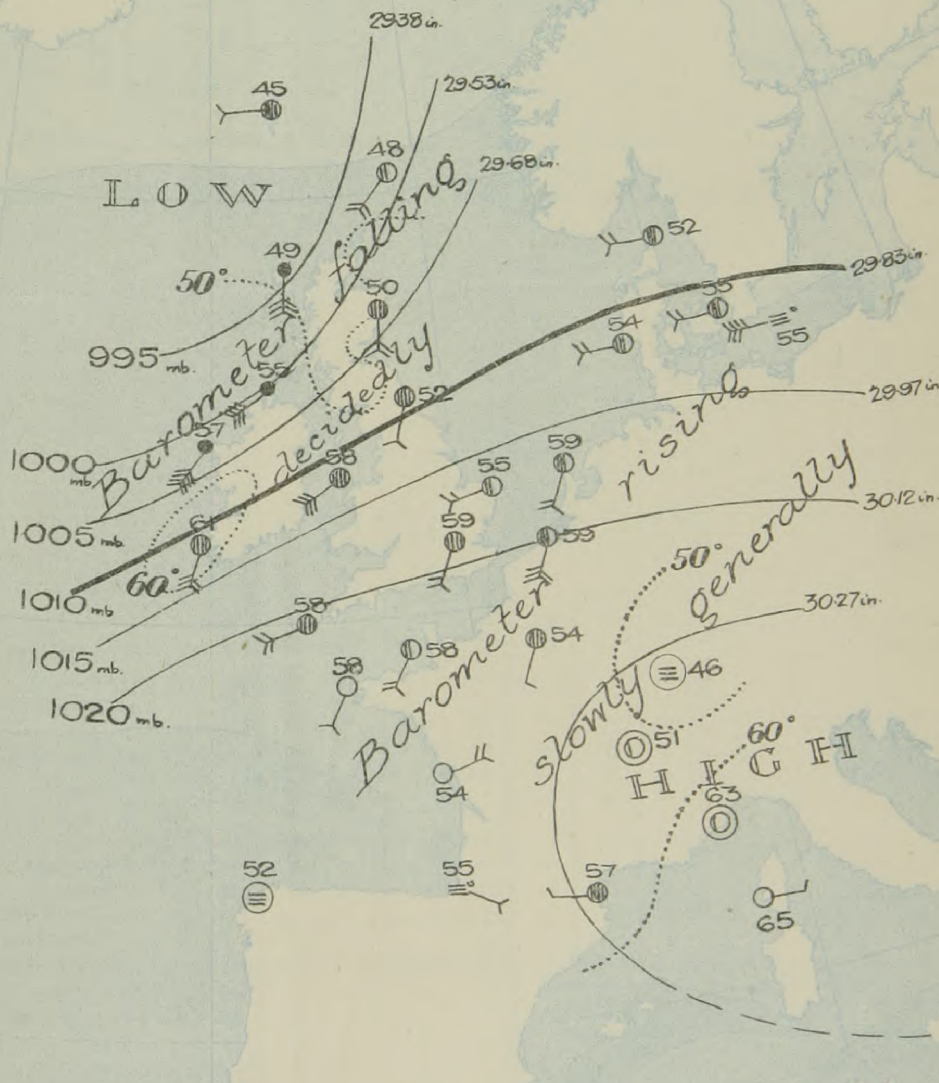 29·38 in.
45
29·53 in.
48
29·68 in.
LOW
52
49
50°
50
29·83 in.
55
54
55
995 mb.
Barometer falling
decidedly
55
52
29·97 in.
57
1000 mb.
58
55
59
rising
30·12 in.
1005 mb.
61
59
59
generally
60°
50°
1010 mb
58
30·27 in.
1015 mb.
58
58
54
46
1020 mb.
Barometer
slowly
51
60°
HIGH
54
63
52
55
57
65